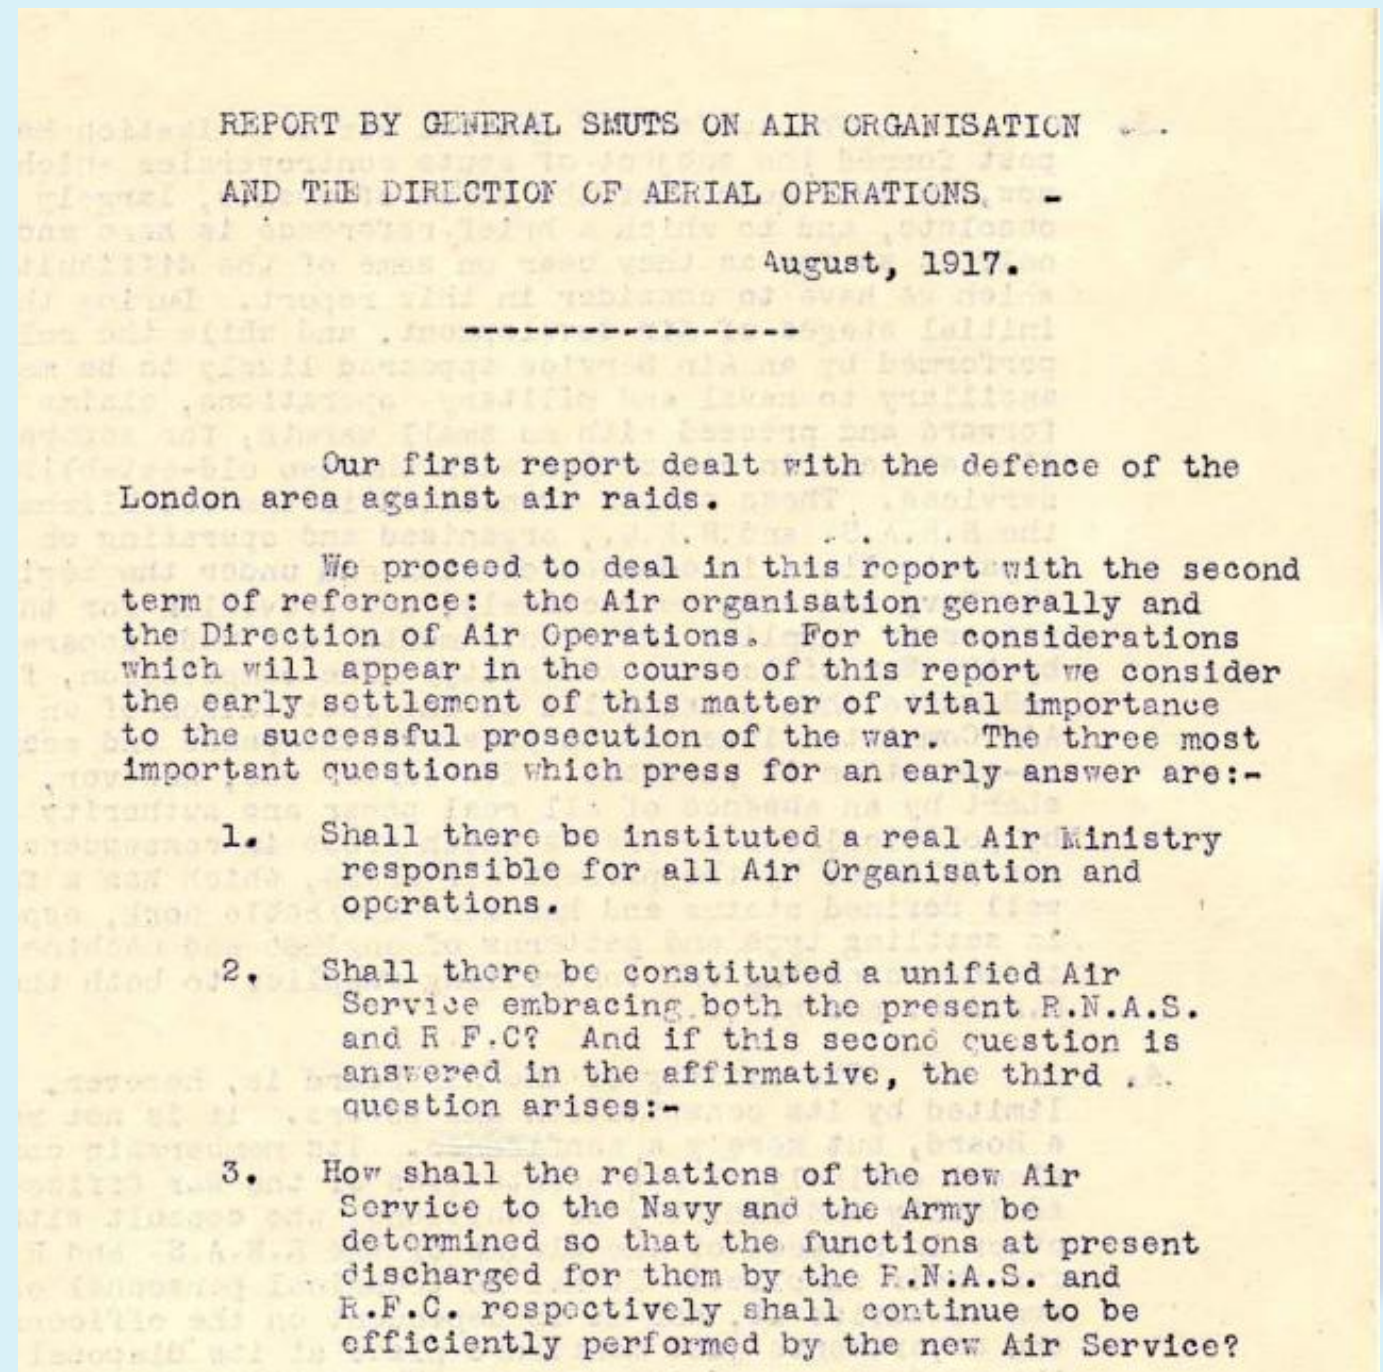 REPORT BY GENERAL SMUTS ON AIR ORGANISATION
AND THE DIRECTION OF AERIAL OPERATIONS. -
August, 1917.
-----------------
Our first report dealt with the defence of the
London area against air raids.
We proceed to deal in this report with the second
term of reference: the Air organisation generally and
the Direction of Air Operations. For the considerations
which will appear in the course of this report we consider
the early settlement of this matter of vital importance
to the successful prosecution of the war. The three most
important questions which press for an early answer are:-
1. Shall there be instituted a real Air Ministry
responsible for all Air Organisation and
operations.
2. Shall there be constituted a unified Air
Service embracing both the present R.N.A.S.
and R F.C? And if this second question is
answered in the affirmative, the third
question arises:-
3. How shall the relations of the new Air
Service to the Navy and the Army be
determined so that the functions at present
discharged for them by the R.N.A.S. and
R.F.C. respectively shall continue to be
efficiently performed by the new Air Service?